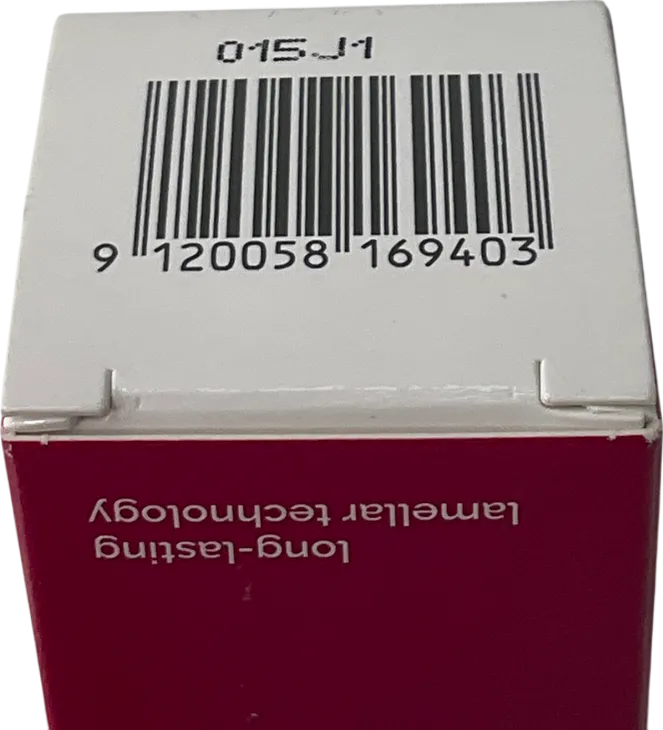 015J1
9 120058 169403
long-lasting
lamellar technology